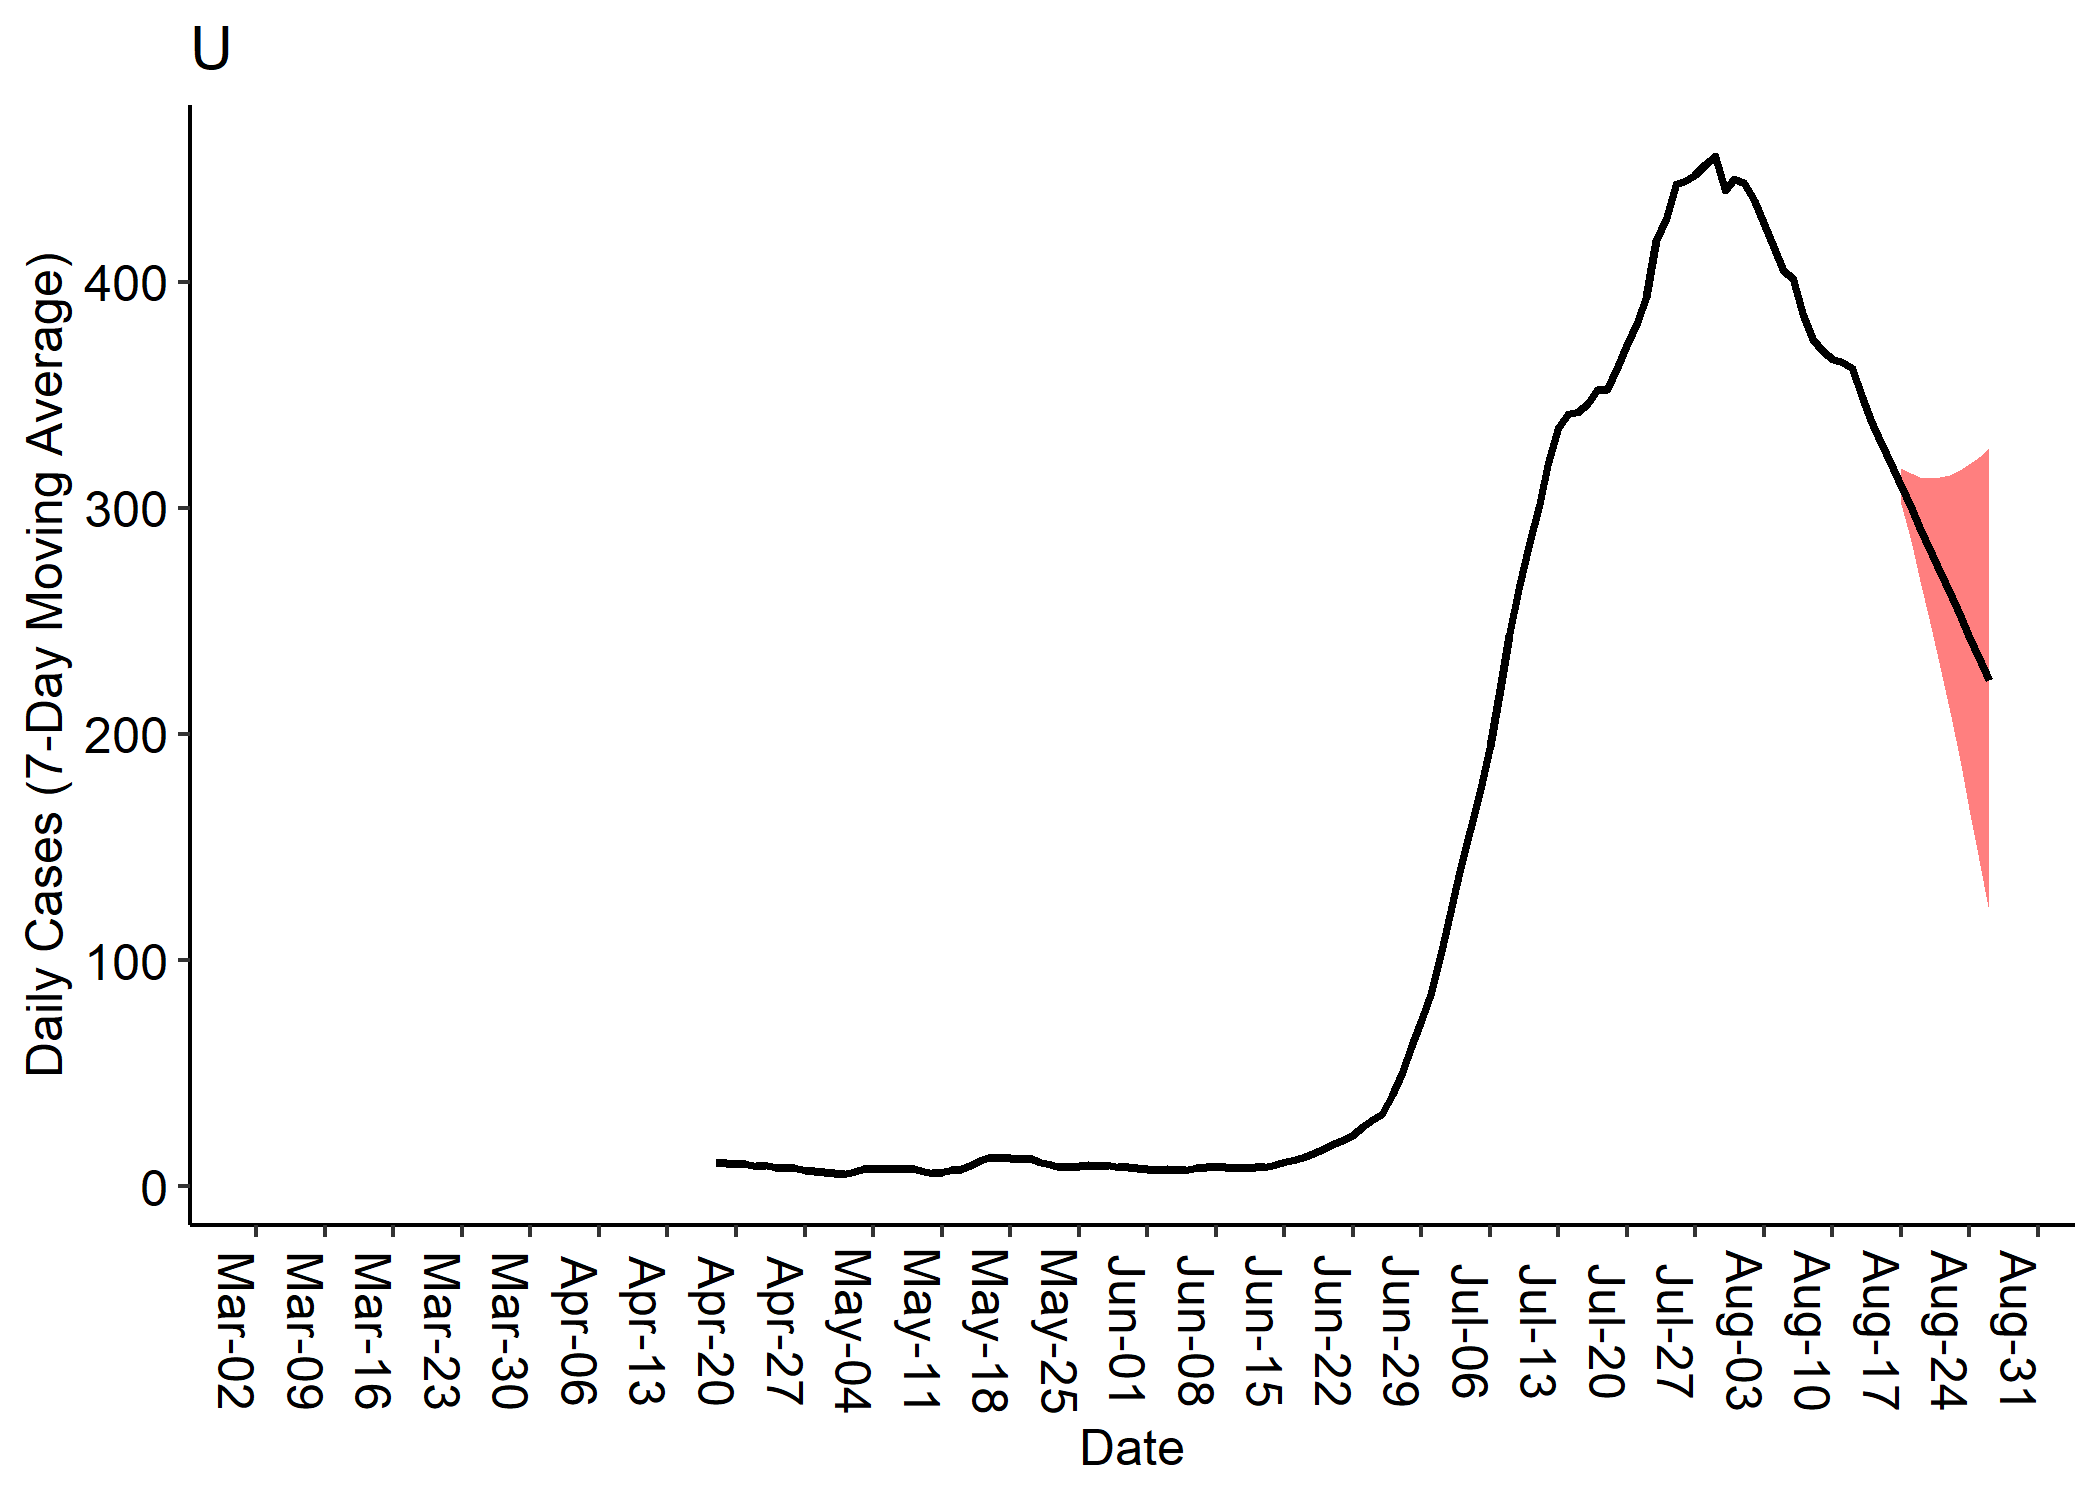 U
Daily Cases (7-Day Moving Average)
400
300
200
100
0
Mar-02
Mar-09
Mar-16
Mar-23
Mar-30
Apr-06
Apr-13
Apr-20
Apr-27
May-04
May-11
May-18
May-25
Jun-01
Jun-08
Jun-15
Jun-22
Jun-29
Jul-06
Jul-13
Jul-20
Jul-27
Aug-03
Aug-10
Aug-17
Aug-24
Aug-31
Date